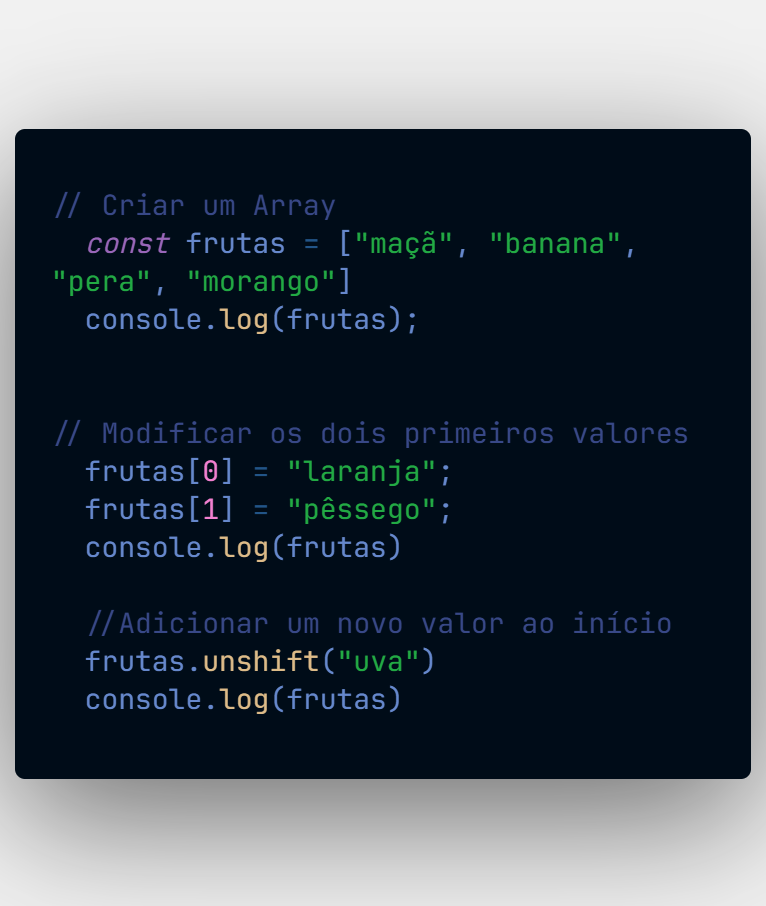 // Criar um Array
const frutas = ["maçã", "banana",
"pera", "morango"]
console.log(frutas);
// Modificar os dois primeiros valores
frutas[0] = "laranja";
frutas[1] = "pêssego";
console.log(frutas)
//Adicionar um novo valor ao início
frutas.unshift("uva")
console.log(frutas)